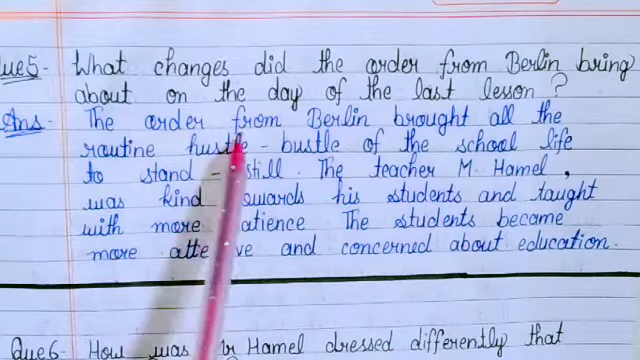 Que5- What changes did the order from Berlin bring
about on the day of the last lesson ?
Ans- The order from Berlin brought all the
routine hustle - bustle of the school life
to stand - still. The teacher M. Hamel,
was kind his students and taught
with more The students became
more and concerned about education.
Que6- How was Hamel dressed differently that